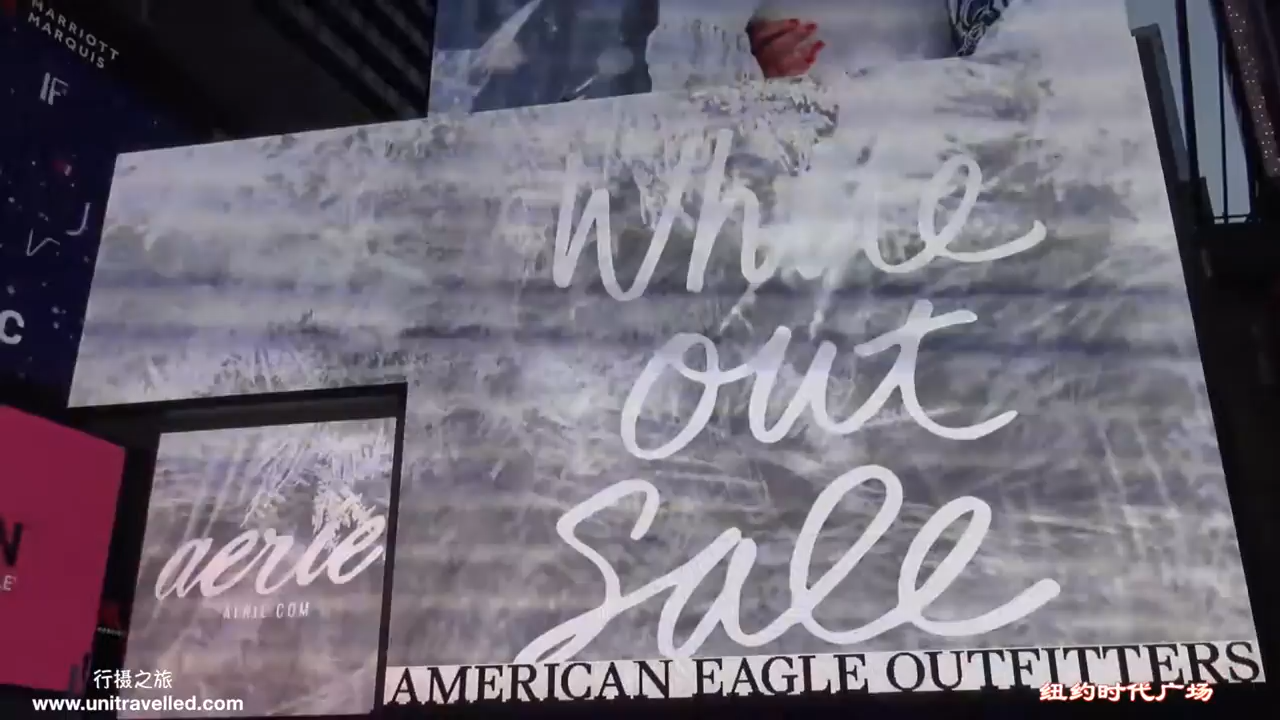 MARRIOTT
MARQUIS
IF
J
C
White
out
Sale
N
aerie
AERIE.COM
AMERICAN EAGLE OUTFITTERS
行摄之旅
www.unitravelled.com
纽约时代广场